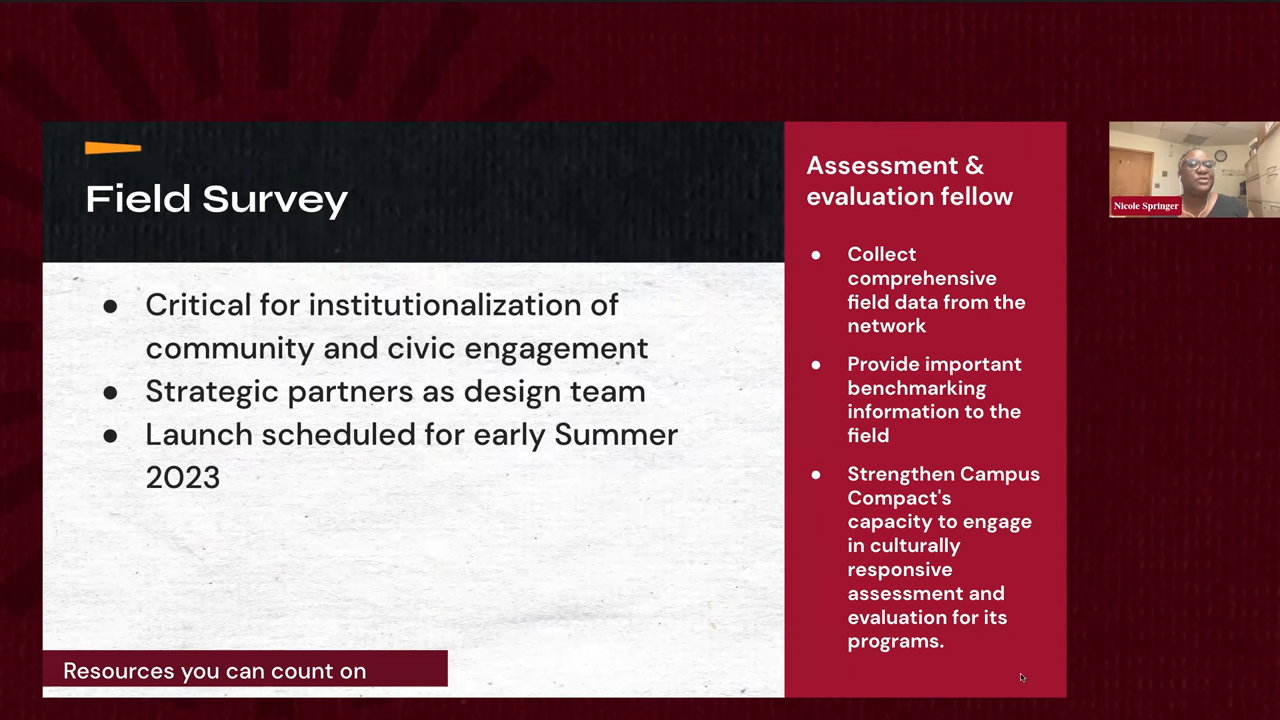 Field Survey
● Critical for institutionalization of
community and civic engagement
● Strategic partners as design team
● Launch scheduled for early Summer
2023
Resources you can count on
Assessment &
evaluation fellow
● Collect
comprehensive
field data from the
network
● Provide important
benchmarking
information to the
field
● Strengthen Campus
Compact's
capacity to engage
in culturally
responsive
assessment and
evaluation for its
programs.
Nicole Springer